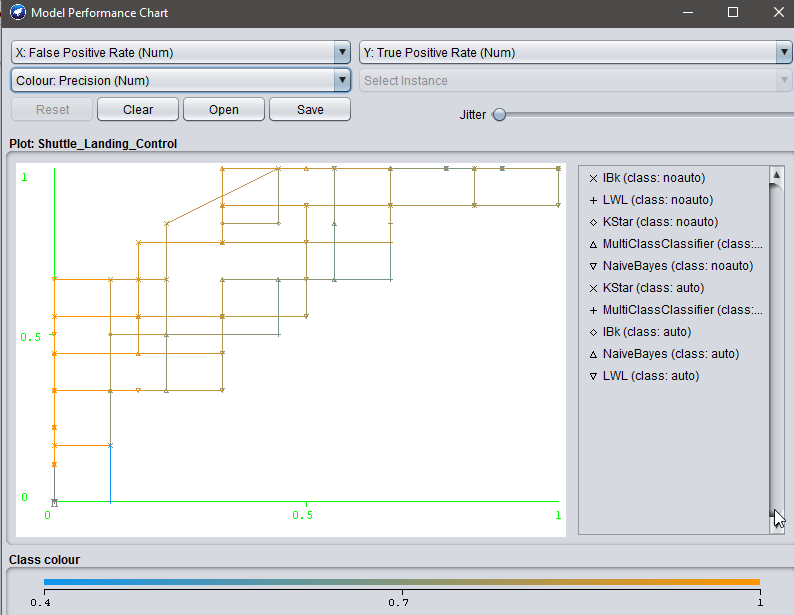 Model Performance Chart
X: False Positive Rate (Num)
Y: True Positive Rate (Num)
Colour: Precision (Num)
Select Instance
Reset
Clear
Open
Save
Jitter
Plot: Shuttle_Landing_Control
1
0.5
0
0
0.5
1
IBk (class: noauto)
LWL (class: noauto)
KStar (class: noauto)
MultiClassClassifier (class:...
NaiveBayes (class: noauto)
KStar (class: auto)
MultiClassClassifier (class:...
IBk (class: auto)
NaiveBayes (class: auto)
LWL (class: auto)
Class colour
0.4
0.7
1